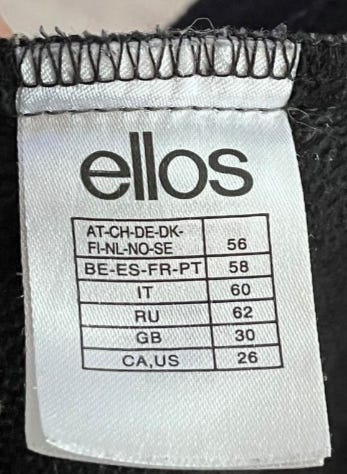 ellos
AT-CH-DE-DK-
FI-NL-NO-SE 56
BE-ES-FR-PT 58
IT 60
RU 62
GB 30
CA,US 26